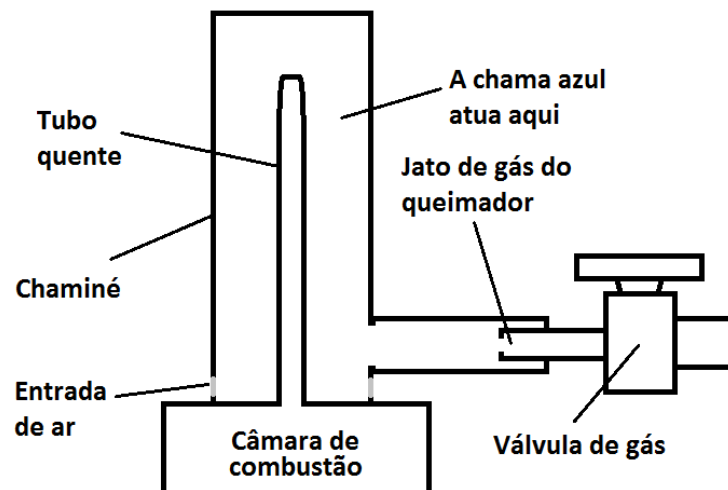 A chama azul
atua aqui
Tubo
quente
Jato de gás do
queimador
Chaminé
Entrada
de ar
Câmara de
combustão
Válvula de gás